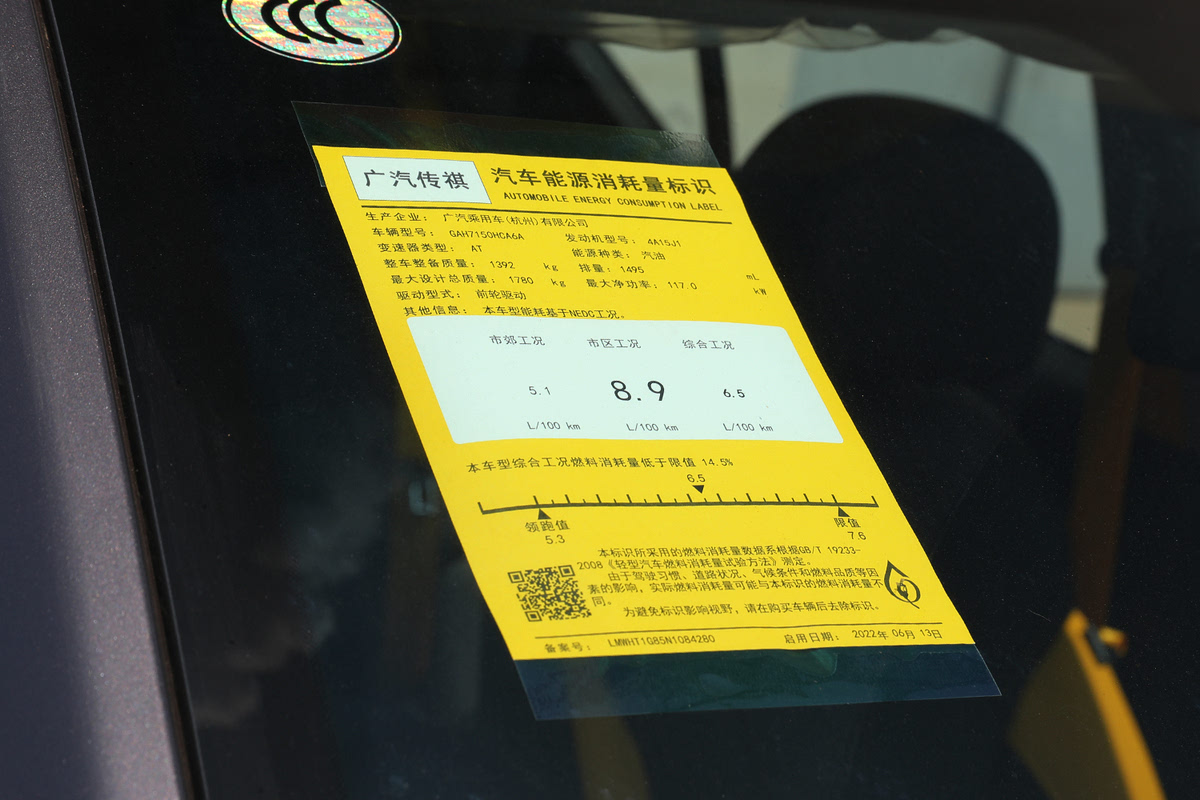 CCC
广汽传祺
汽车能源消耗量标识
AUTOMOBILE ENERGY CONSUMPTION LABEL
生产企业： 广汽乘用车(杭州)有限公司
车辆型号： GAH7150HCA6A 发动机型号： 4A15J1
变速器类型： AT 能源种类： 汽油
整车整备质量： 1392 kg 排量： 1495 mL
最大设计总质量： 1780 kg 最大净功率： 117.0 kW
驱动型式： 前轮驱动
其他信息： 本车型能耗基于NEDC工况。
市郊工况 市区工况 综合工况
5.1 8.9 6.5
L/100 km L/100 km L/100 km
本车型综合工况燃料消耗量低于限值 14.5%
6.5
领跑值 限值
5.3 7.6
本标识所采用的燃料消耗量数据系根据GB/T 19233-
2008《轻型汽车燃料消耗量试验方法》测定。
由于驾驶习惯、道路状况、气候条件和燃料品质等因
素的影响，实际燃料消耗量可能与本标识的燃料消耗量不
同。
为避免标识影响视野，请在购买车辆后去除标识。
备案号： LMWHT1G85N1084280 启用日期： 2022年 06月 13日